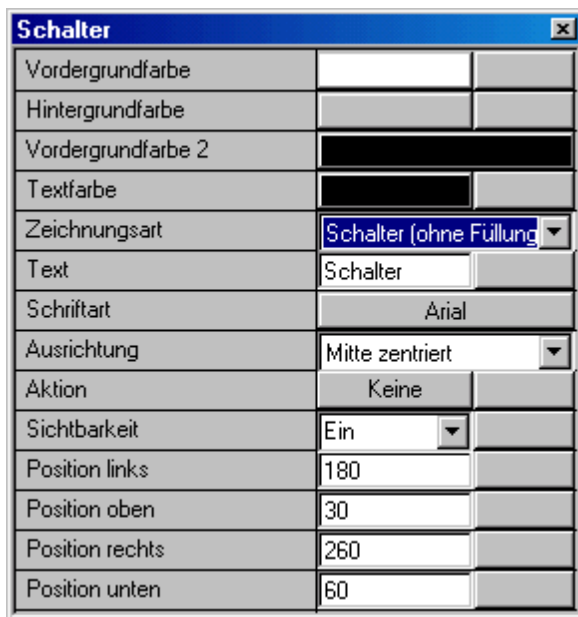 Schalter
Vordergrundfarbe
Hintergrundfarbe
Vordergrundfarbe 2
Textfarbe
Zeichnungsart Schalter (ohne Füllung
Text Schalter
Schriftart Arial
Ausrichtung Mitte zentriert
Aktion Keine
Sichtbarkeit Ein
Position links 180
Position oben 30
Position rechts 260
Position unten 60